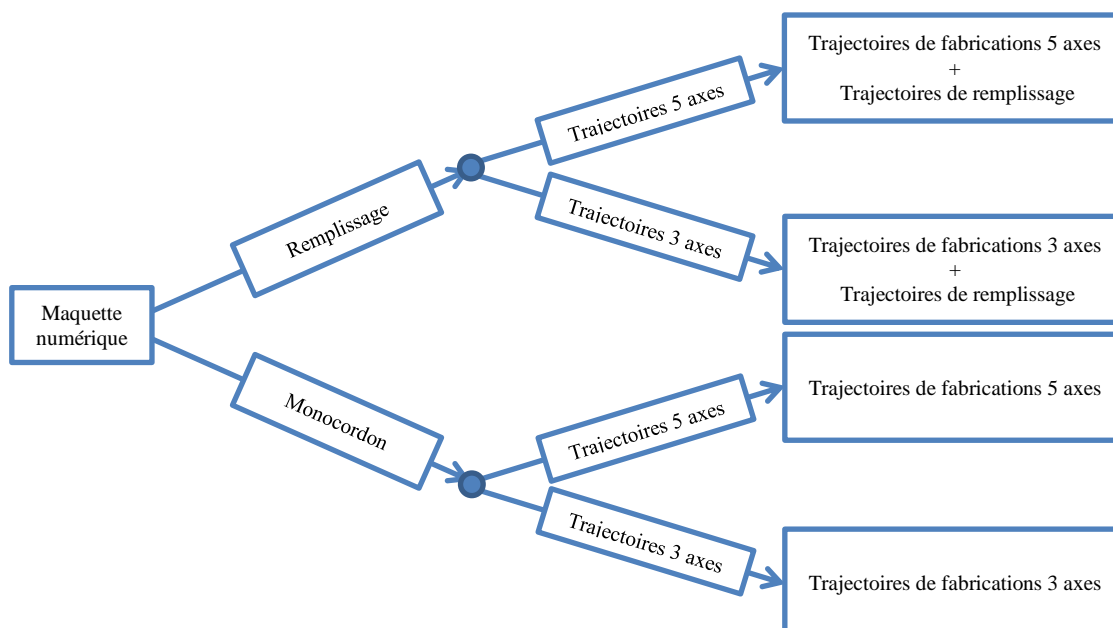 Maquette
numérique
Remplissage
Trajectoires 5 axes
Trajectoires de fabrications 5 axes
+
Trajectoires de remplissage
Trajectoires 3 axes
Trajectoires de fabrications 3 axes
+
Trajectoires de remplissage
Monocordon
Trajectoires 5 axes
Trajectoires de fabrications 5 axes
Trajectoires 3 axes
Trajectoires de fabrications 3 axes